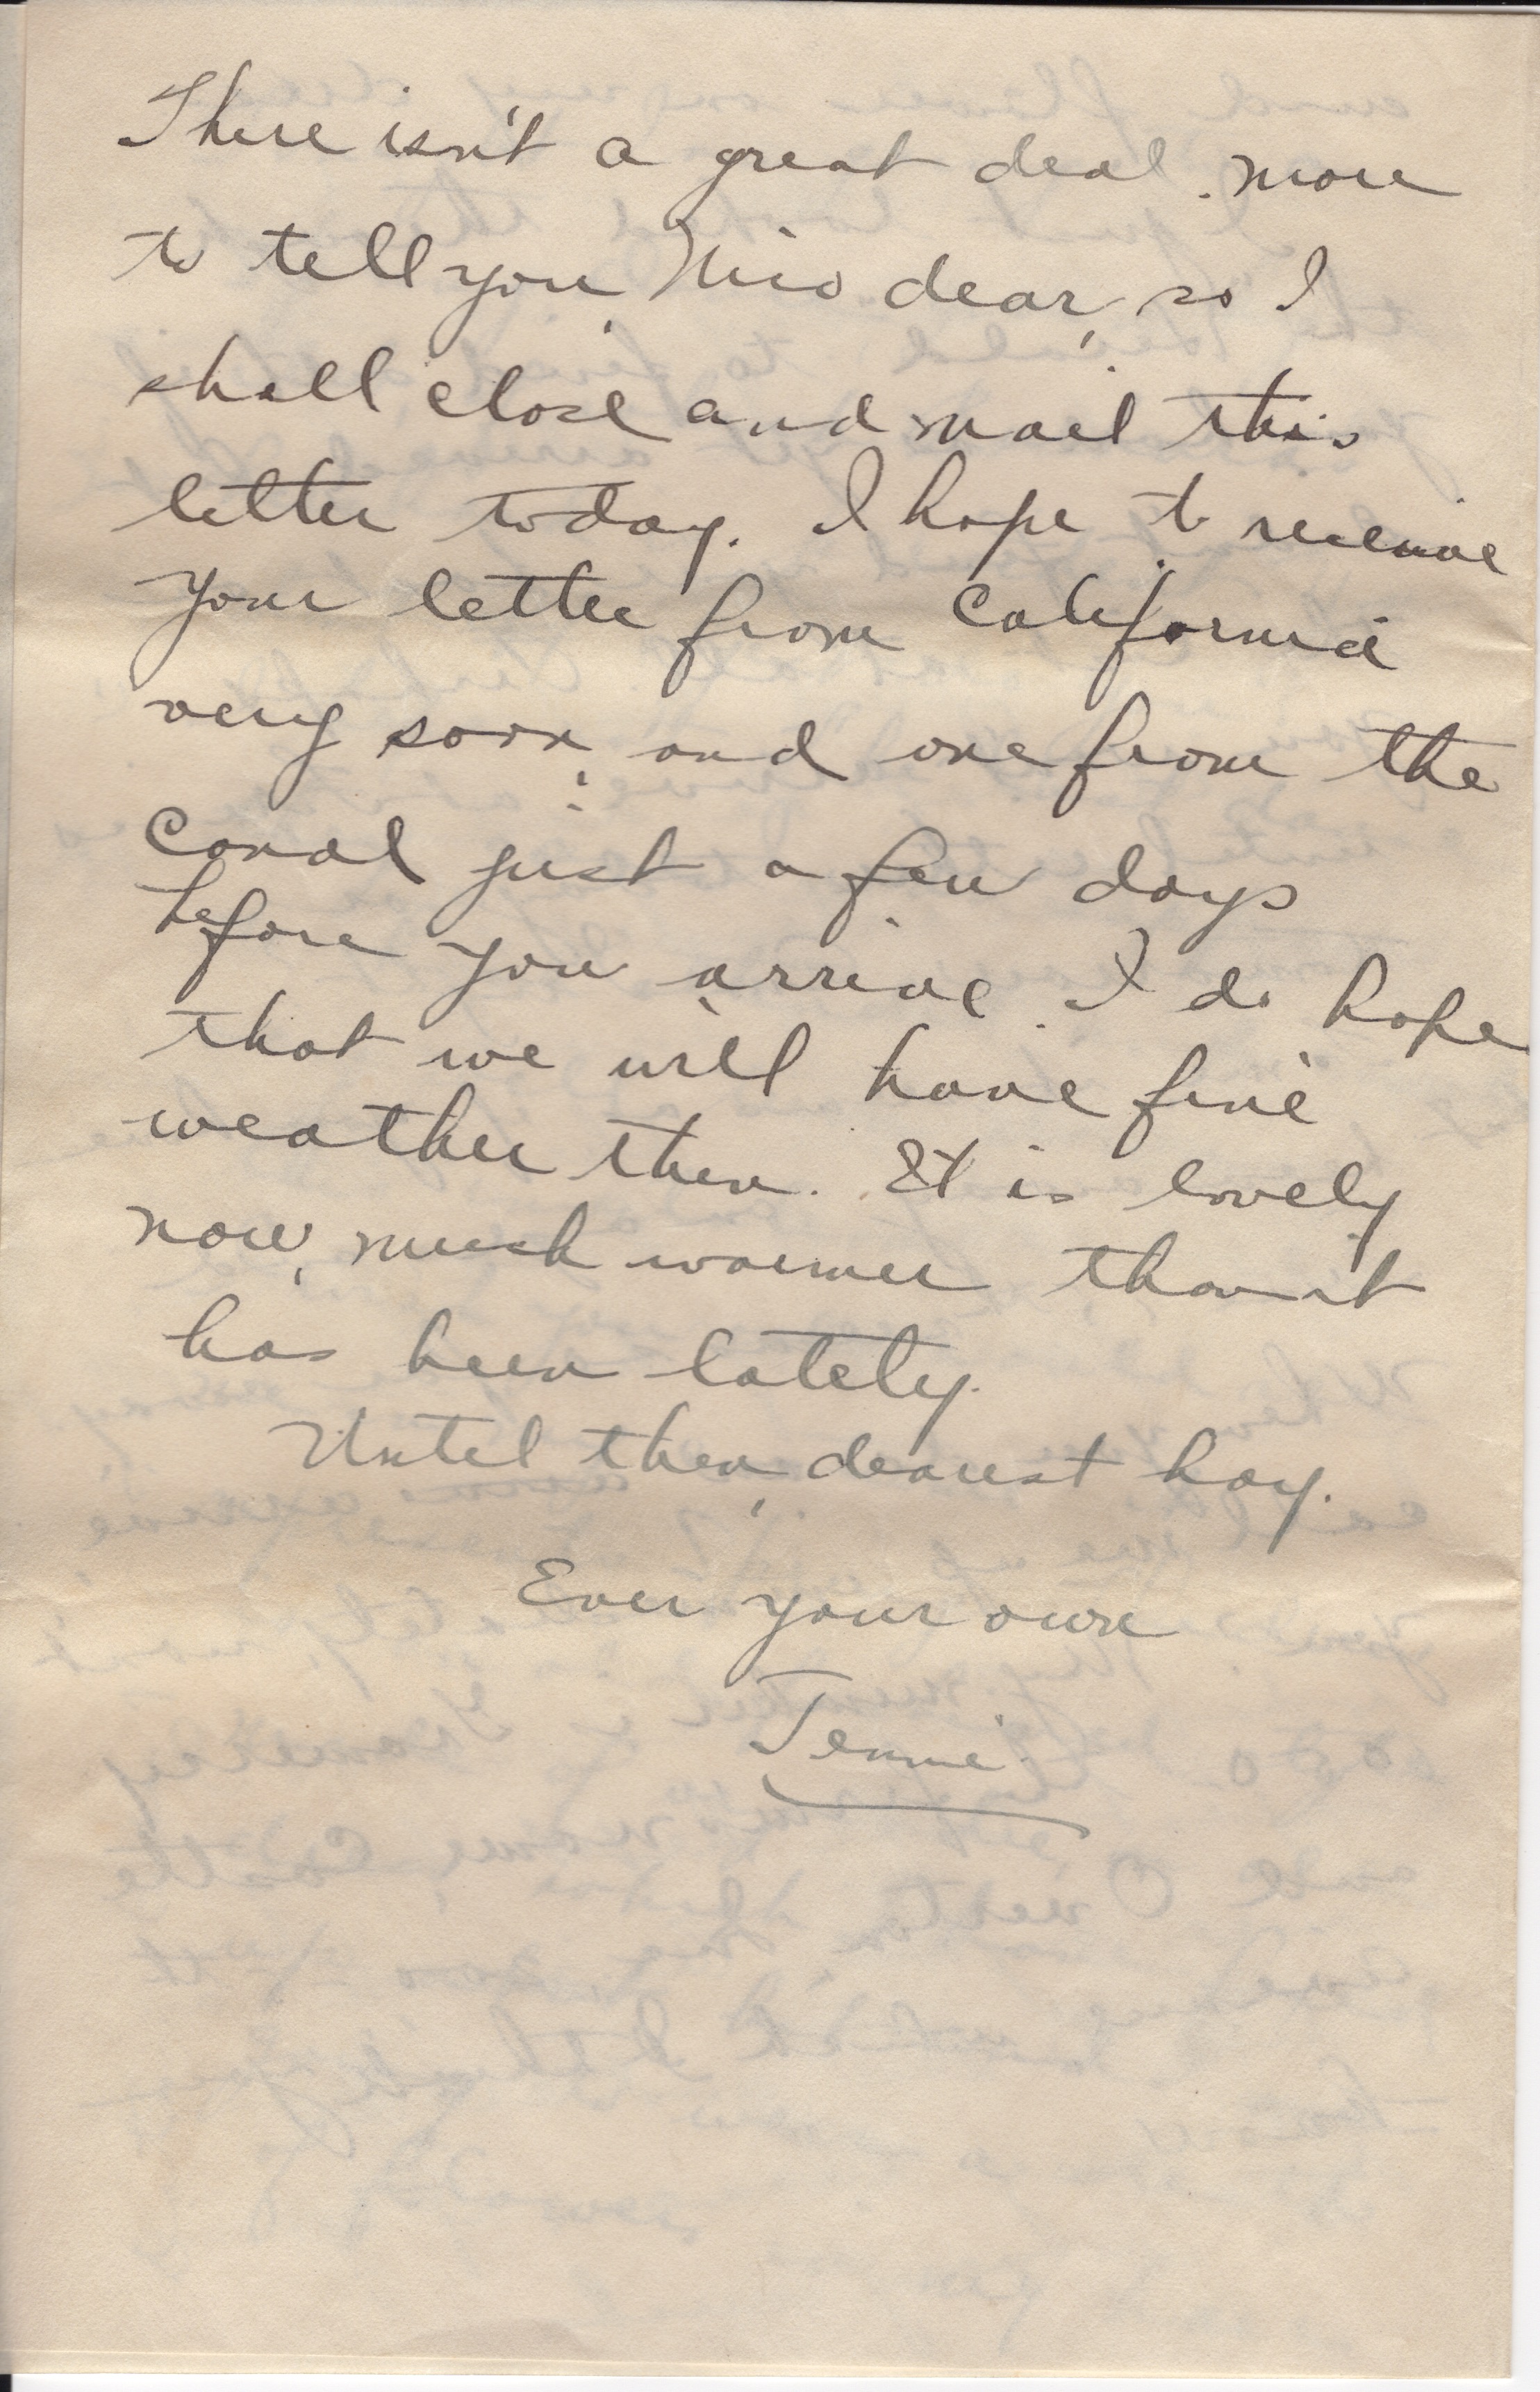 There isn't a great deal more
to tell you, Mio dear, so I
shall close and mail this
letter today. I hope to receive
your letter from California
very soon, and one from the
Canal just a few days
before you arrive. I do hope
that we will have fine
weather then. It is lovely
now, much warmer than it
has been lately.
Until then, dearest boy.
Ever your own
Jennie